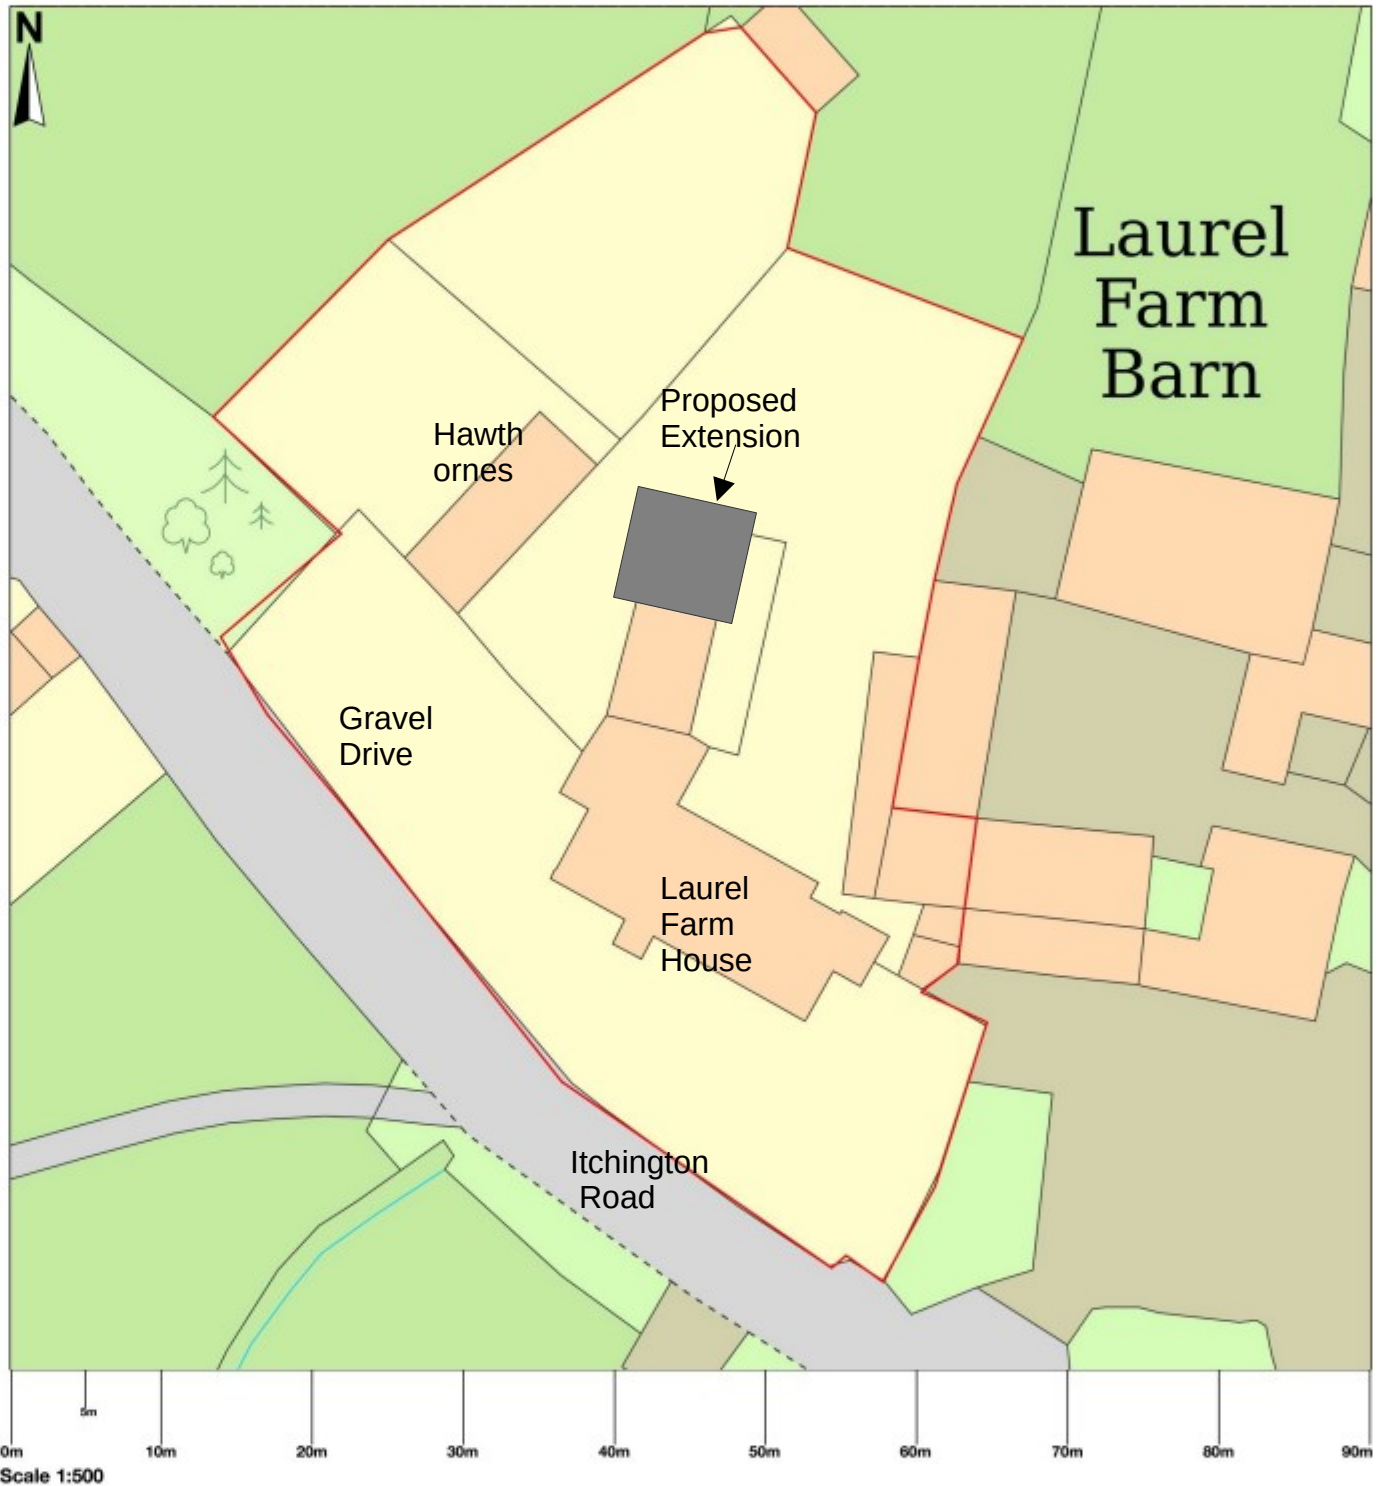 N
Laurel
Farm
Barn
Proposed
Extension
Hawth
ornes
Gravel
Drive
Laurel
Farm
House
Itchington
Road
5m
0m 10m 20m 30m 40m 50m 60m 70m 80m 90m
Scale 1:500